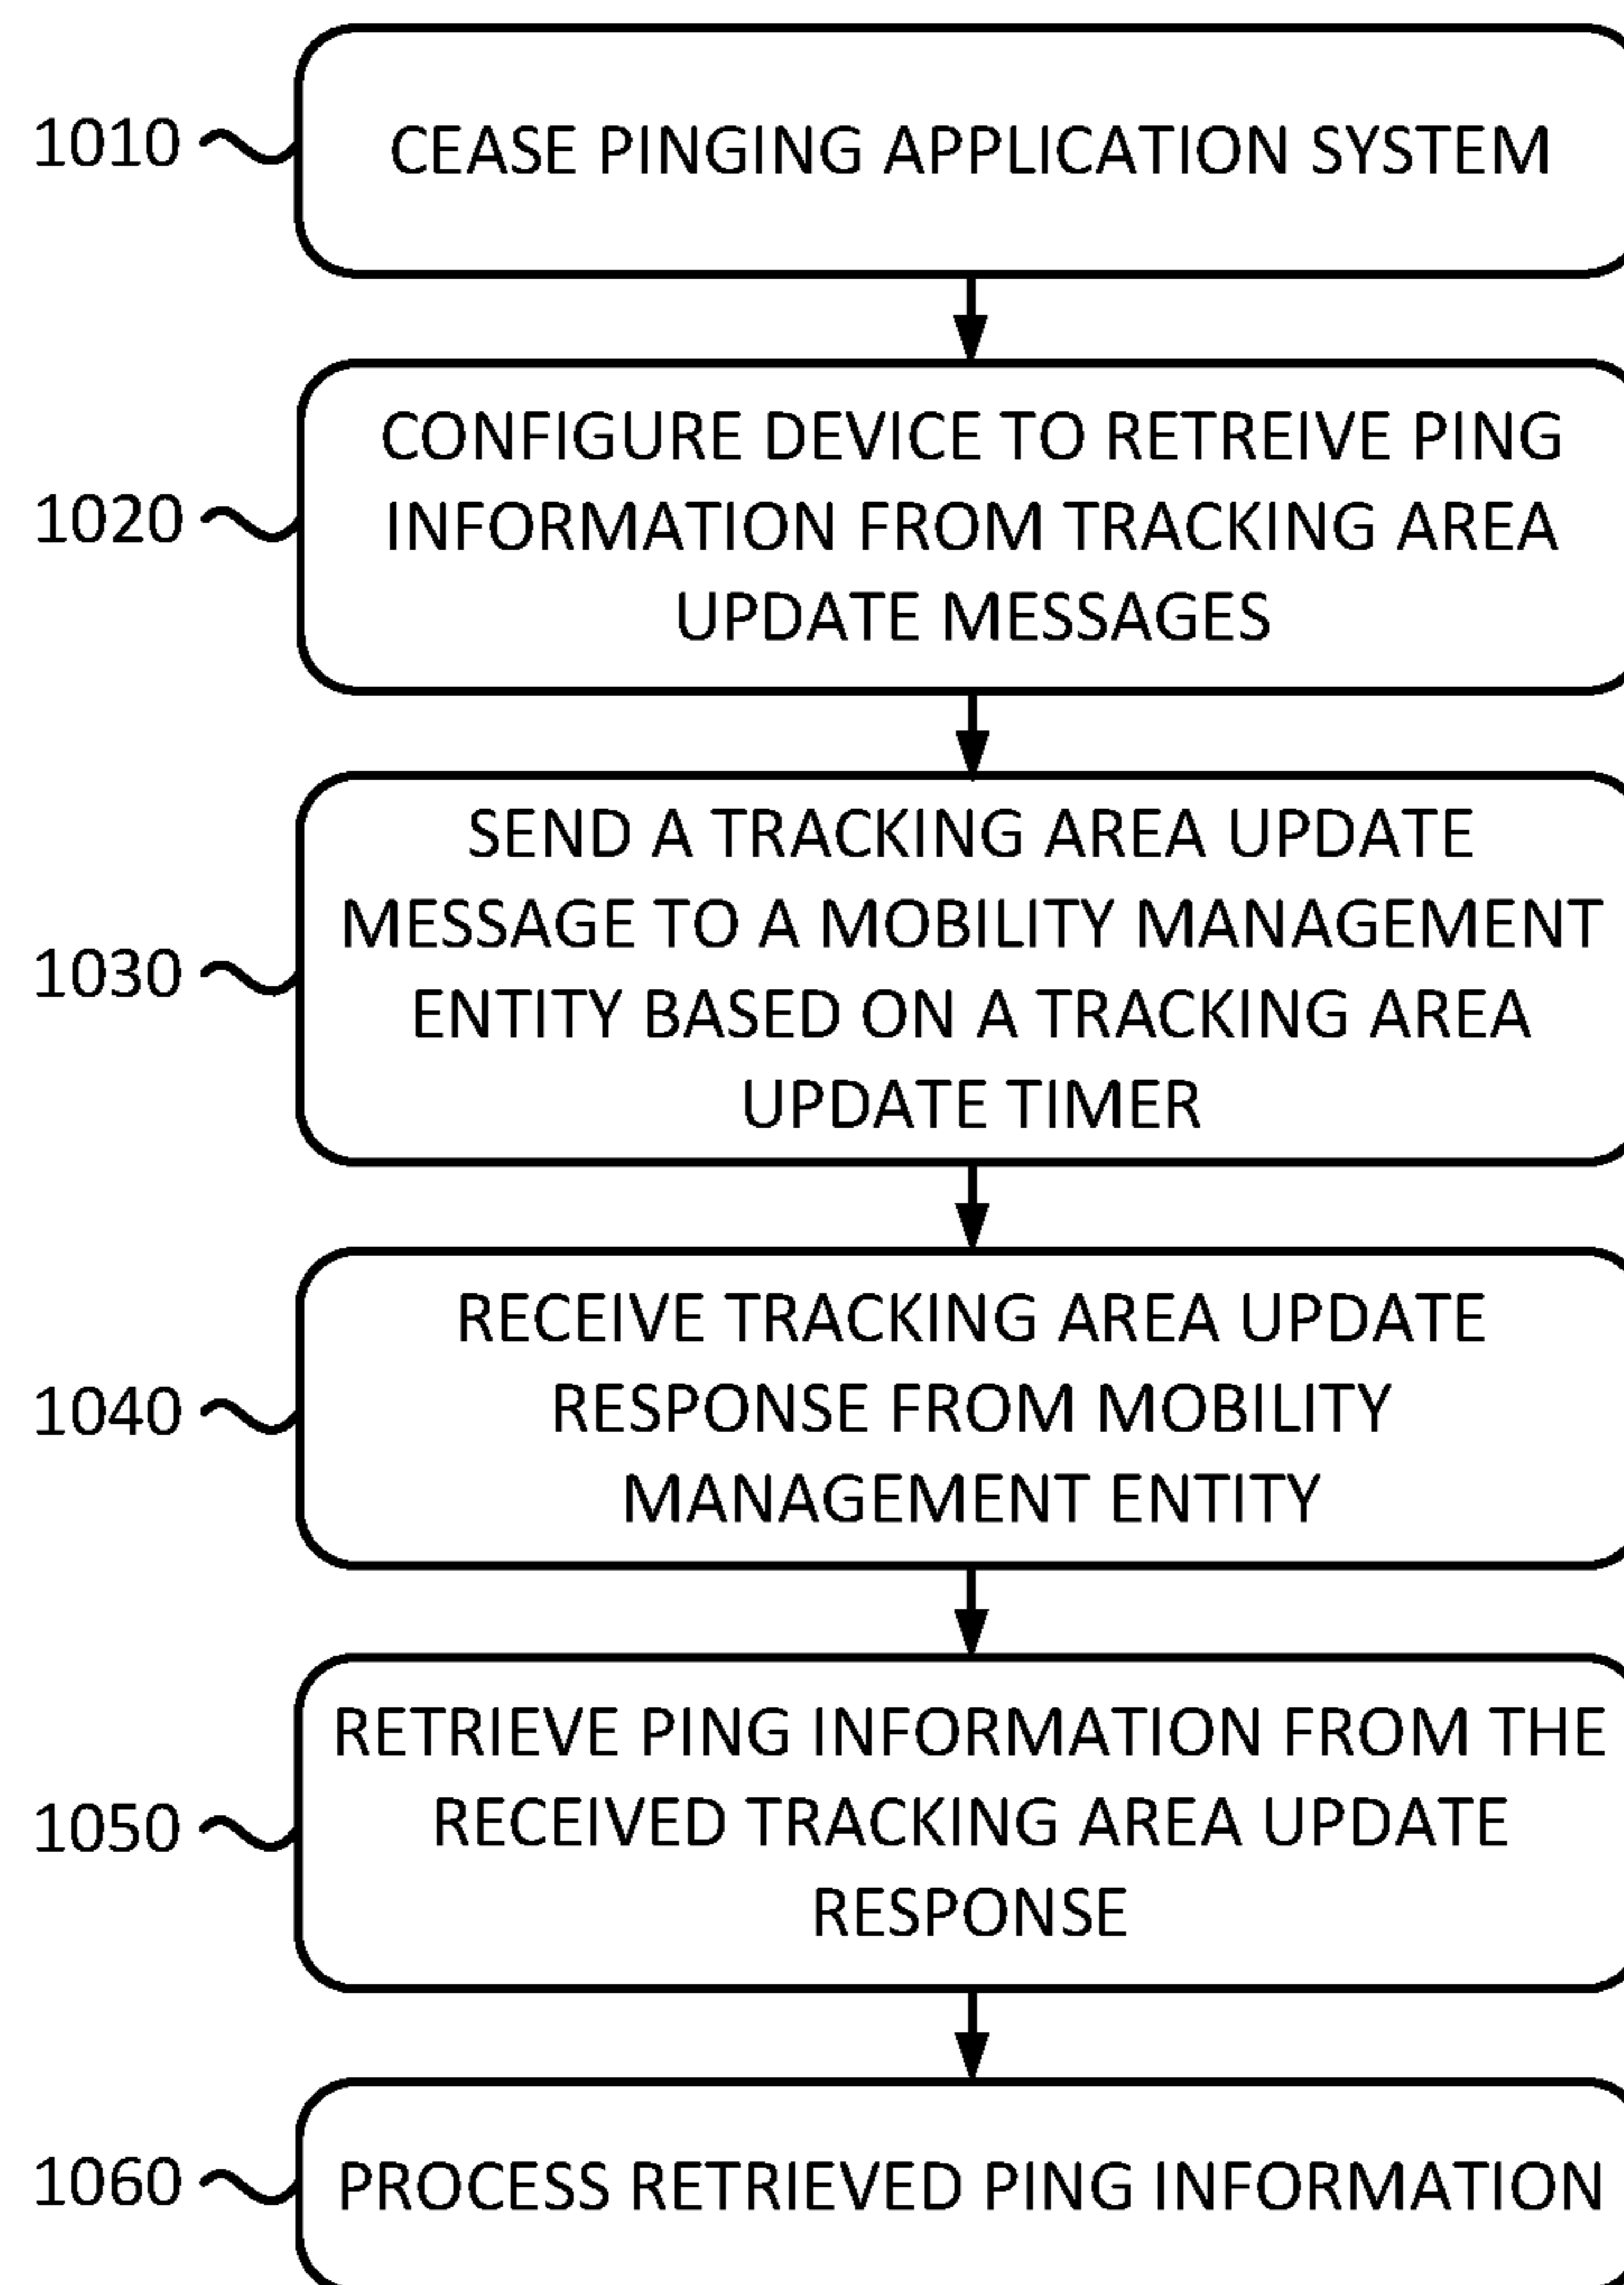 1010
CEASE PINGING APPLICATION SYSTEM
1020
CONFIGURE DEVICE TO RETREIVE PING
INFORMATION FROM TRACKING AREA
UPDATE MESSAGES
1030
SEND A TRACKING AREA UPDATE
MESSAGE TO A MOBILITY MANAGEMENT
ENTITY BASED ON A TRACKING AREA
UPDATE TIMER
1040
RECEIVE TRACKING AREA UPDATE
RESPONSE FROM MOBILITY
MANAGEMENT ENTITY
1050
RETRIEVE PING INFORMATION FROM THE
RECEIVED TRACKING AREA UPDATE
RESPONSE
1060
PROCESS RETRIEVED PING INFORMATION